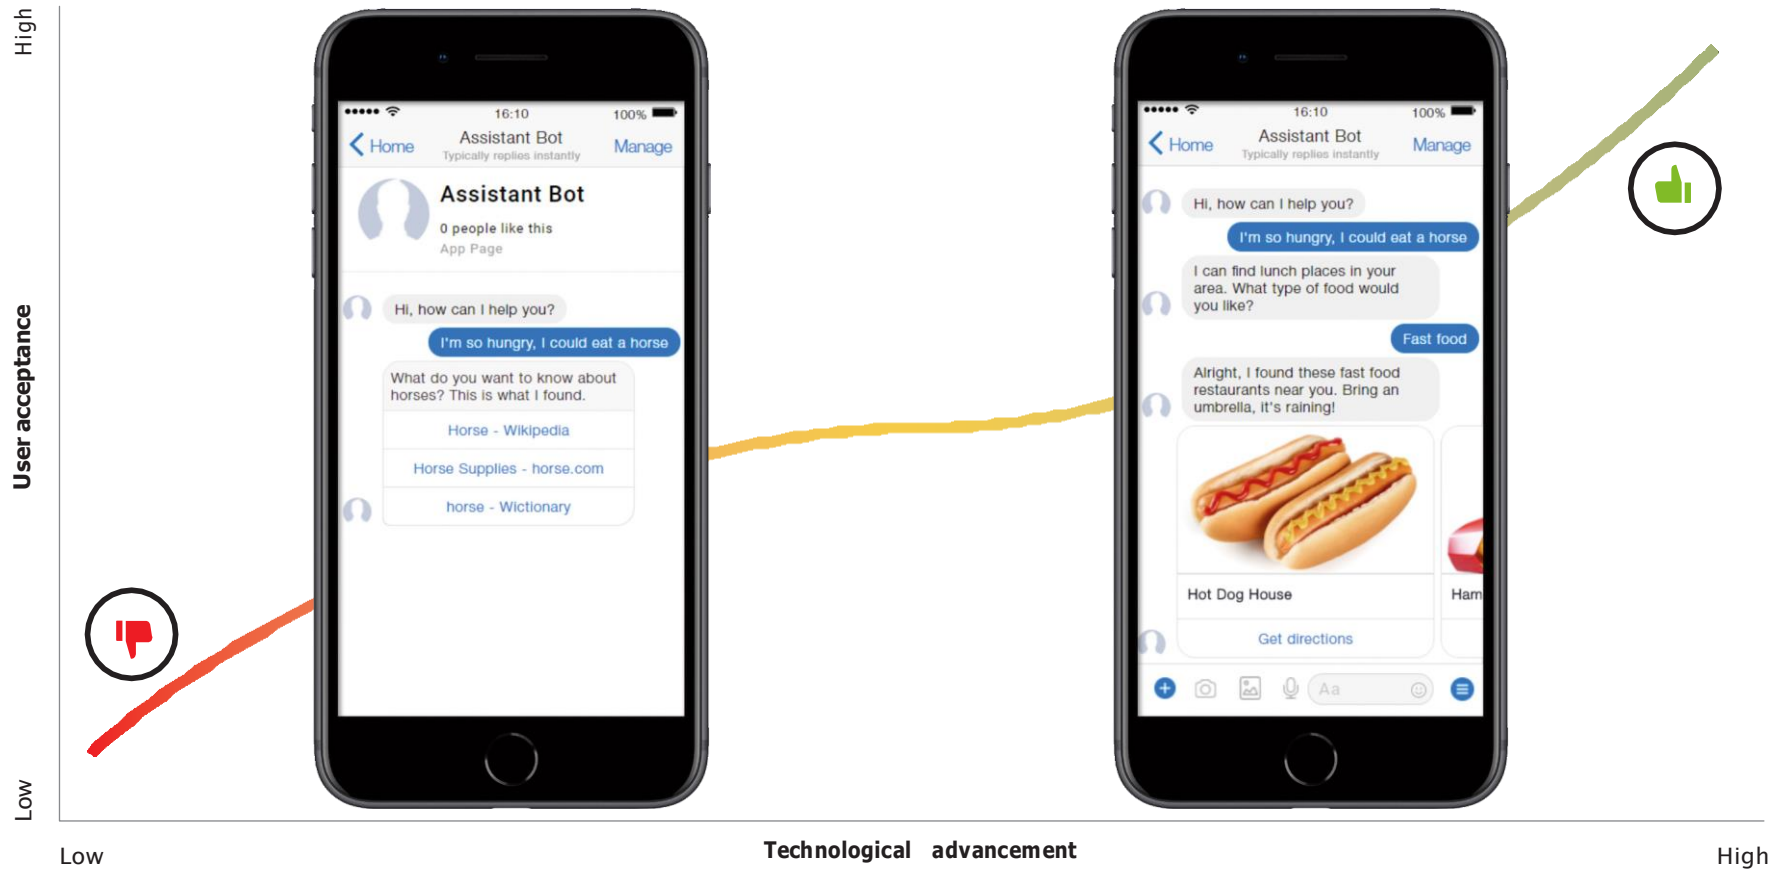 High
User acceptance
Low
16:10
100%
Home
Assistant Bot
Typically replies instantly
Manage
Assistant Bot
0 people like this
App Page
Hi, how can I help you?
I'm so hungry, I could eat a horse
What do you want to know about
horses? This is what I found.
Horse - Wikipedia
Horse Supplies - horse.com
horse - Wictionary
16:10
100%
Home
Assistant Bot
Typically replies instantly
Manage
Hi, how can I help you?
I'm so hungry, I could eat a horse
I can find lunch places in your
area. What type of food would
you like?
Fast food
Alright, I found these fast food
restaurants near you. Bring an
umbrella, it's raining!
Hot Dog House
Ham
Get directions
Aa
Low
Technological advancement
High